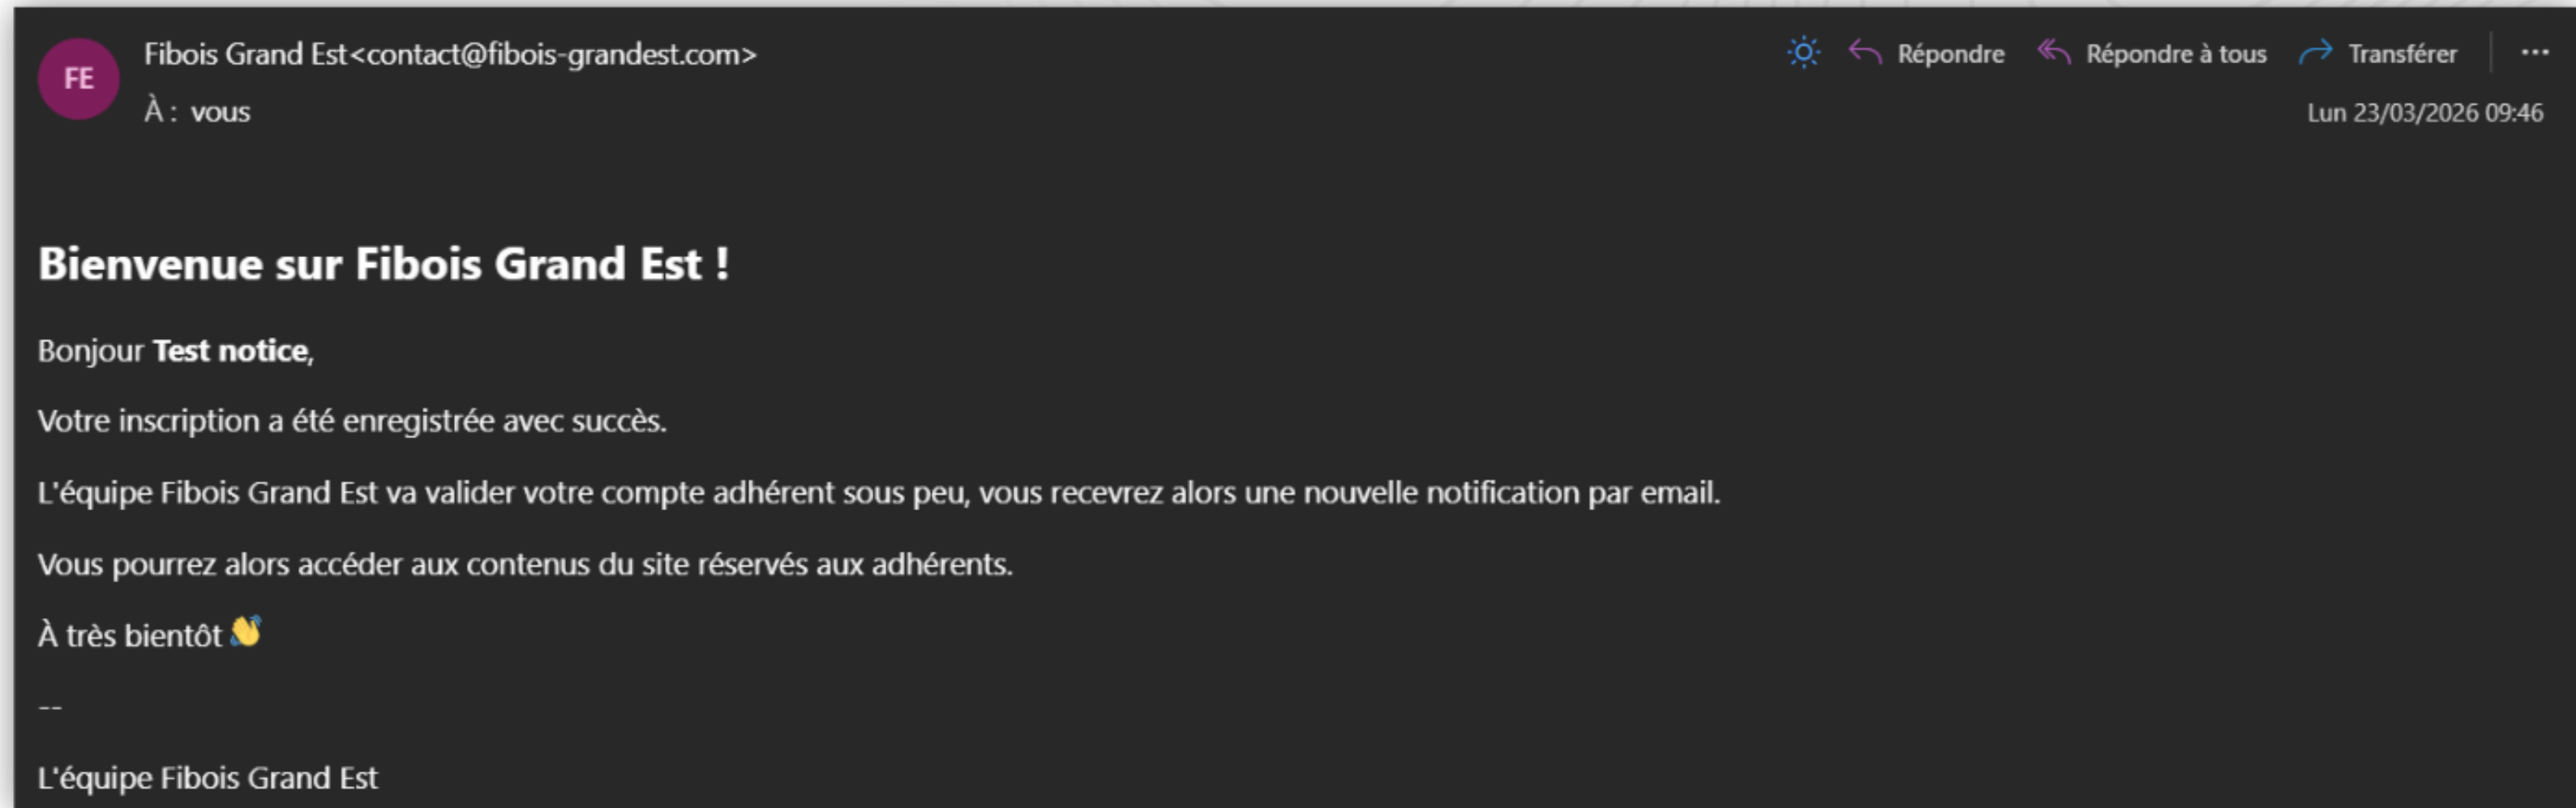 Fibois Grand Est<contact@fibois-grandest.com>
Répondre
Répondre à tous
Transférer
FE
À : vous
Lun 23/03/2026 09:46
Bienvenue sur Fibois Grand Est !
Bonjour Test notice,
Votre inscription a été enregistrée avec succès.
L'équipe Fibois Grand Est va valider votre compte adhérent sous peu, vous recevrez alors une nouvelle notification par email.
Vous pourrez alors accéder aux contenus du site réservés aux adhérents.
À très bientôt 👋
--
L'équipe Fibois Grand Est